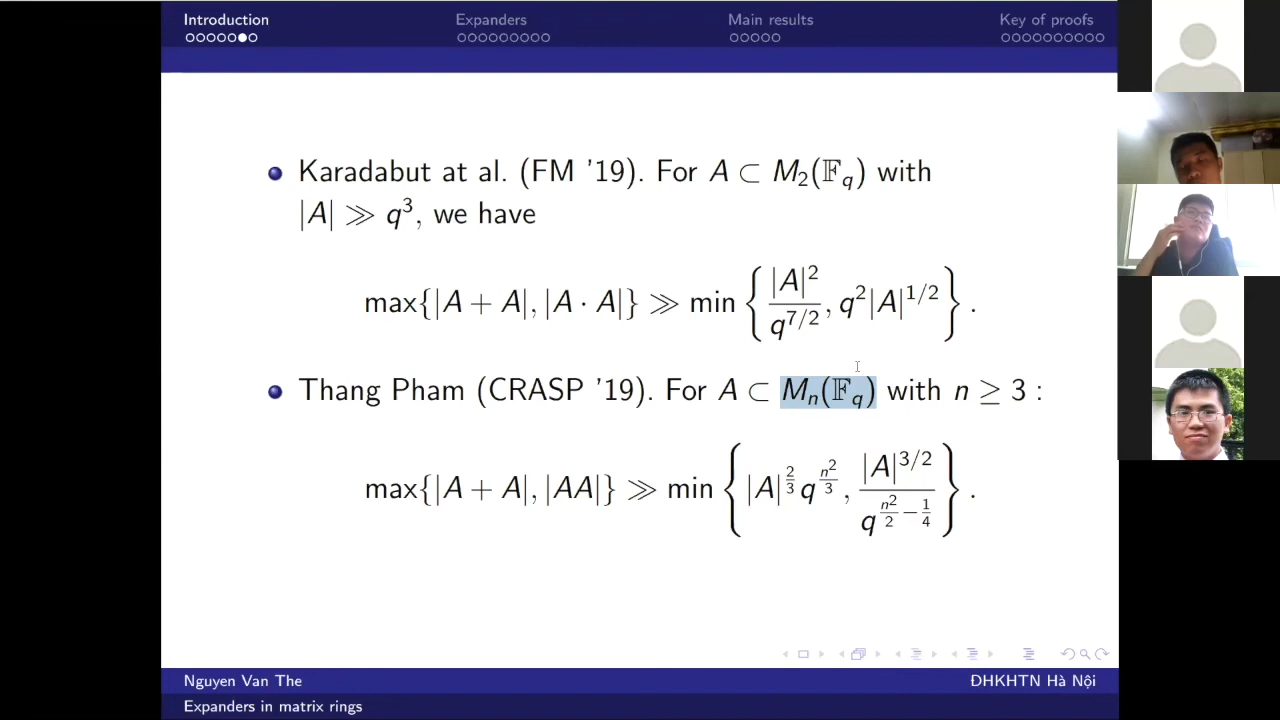 Introduction Expanders Main results Key of proofs
Karadabut at al. (FM '19). For A ⊂ M₂(𝔽_q) with
|A| ≫ q³, we have
max{|A + A|, |A · A|} ≫ min { |A|²/q^{7/2}, q²|A|^{1/2} } .
Thang Pham (CRASP '19). For A ⊂ Mₙ(𝔽_q) with n ≥ 3 :
max{|A + A|, |AA|} ≫ min { |A|^{2/3} q^{n²/3}, |A|^{3/2}/q^{n²/2 − 1/4} } .
Nguyen Van The ĐHKHTN Hà Nội
Expanders in matrix rings